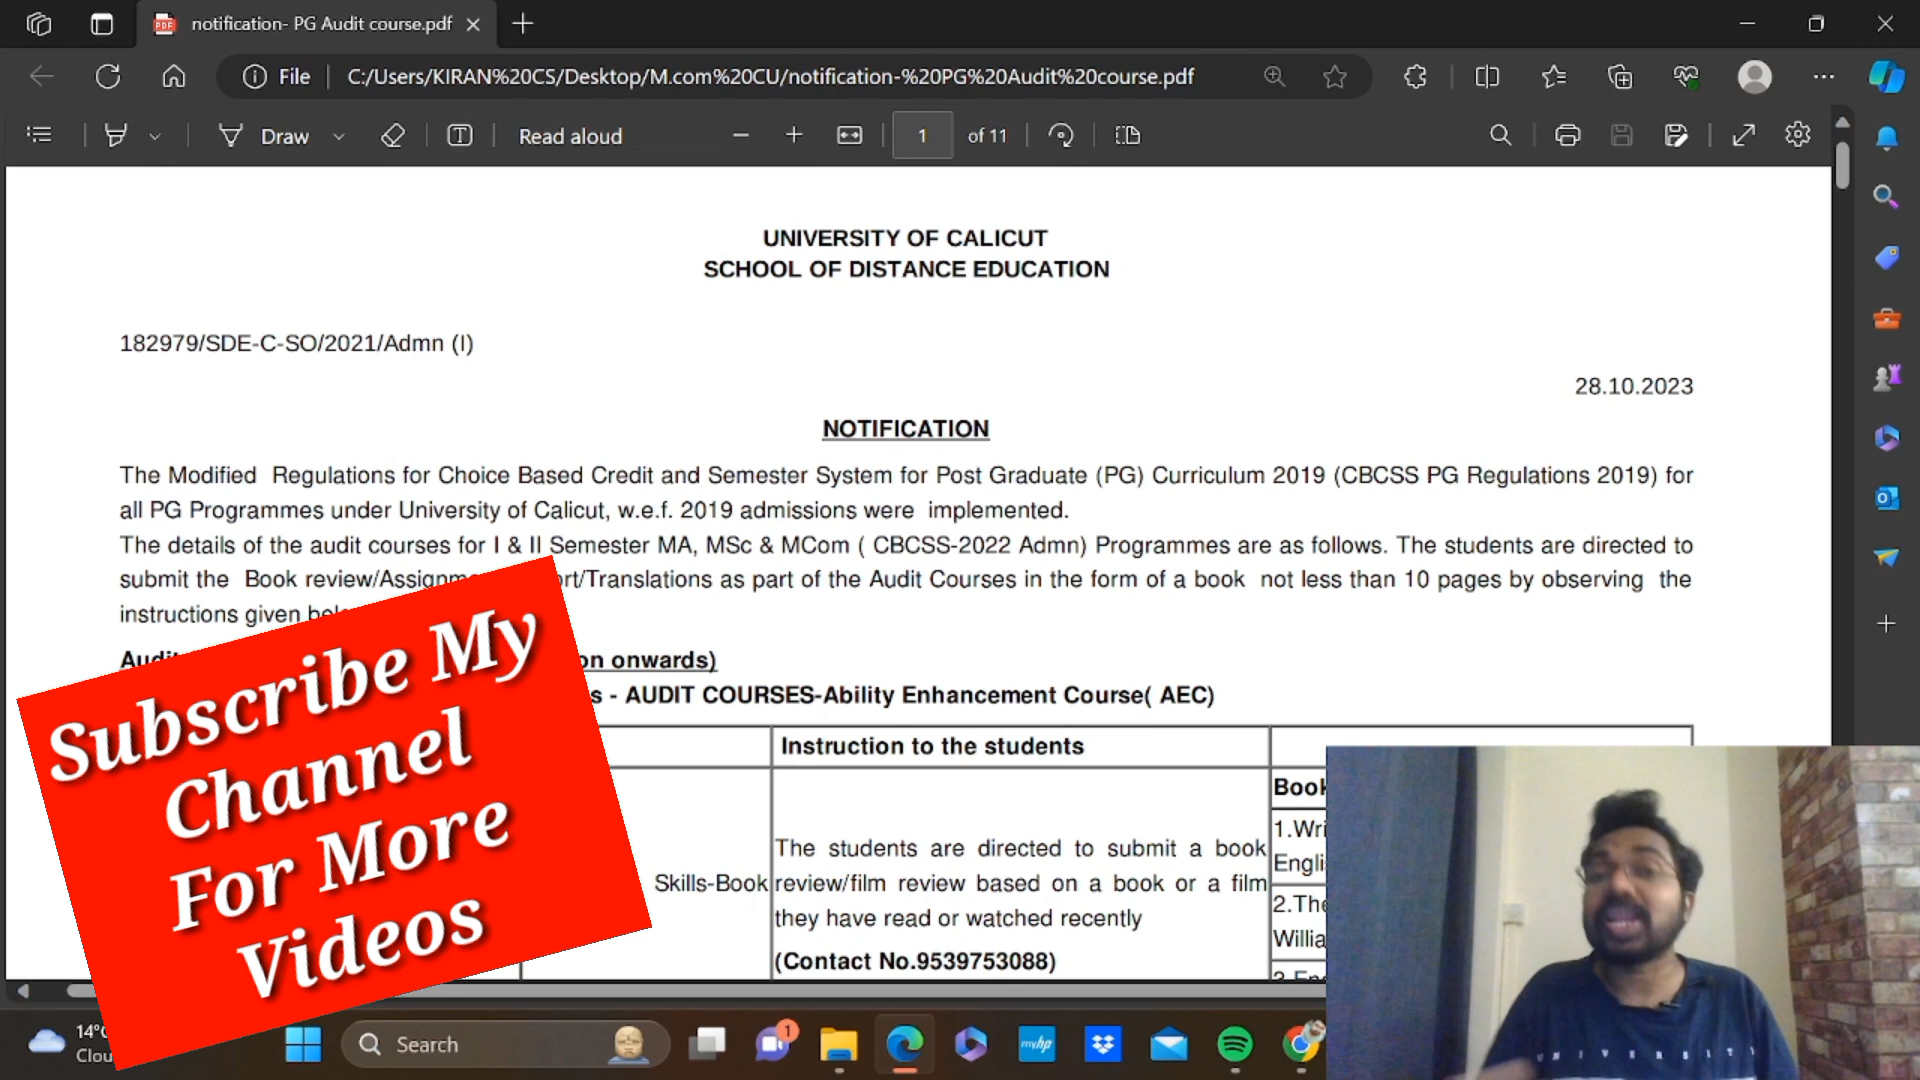 notification- PG Audit course.pdf
File
C:/Users/KIRAN%20CS/Desktop/M.com%20CU/notification-%20PG%20Audit%20course.pdf
Draw
Read aloud
1 of 11
UNIVERSITY OF CALICUT
SCHOOL OF DISTANCE EDUCATION
182979/SDE-C-SO/2021/Admn (I)
28.10.2023
NOTIFICATION
The Modified Regulations for Choice Based Credit and Semester System for Post Graduate (PG) Curriculum 2019 (CBCSS PG Regulations 2019) for
all PG Programmes under University of Calicut, w.e.f. 2019 admissions were implemented.
The details of the audit courses for I & II Semester MA, MSc & MCom ( CBCSS-2022 Admn) Programmes are as follows. The students are directed to
submit the Book review/ /Translations as part of the Audit Courses in the form of a book not less than 10 pages by observing the
instructions given
onwards)
- AUDIT COURSES-Ability Enhancement Course( AEC)
Instruction to the students
Skills-Book
The students are directed to submit a book
review/film review based on a book or a film
they have read or watched recently
(Contact No.9539753088)
Book
1.
2.
Subscribe My
Channel
For More
Videos
14°
Search
1
myhp
UNIVERSITY